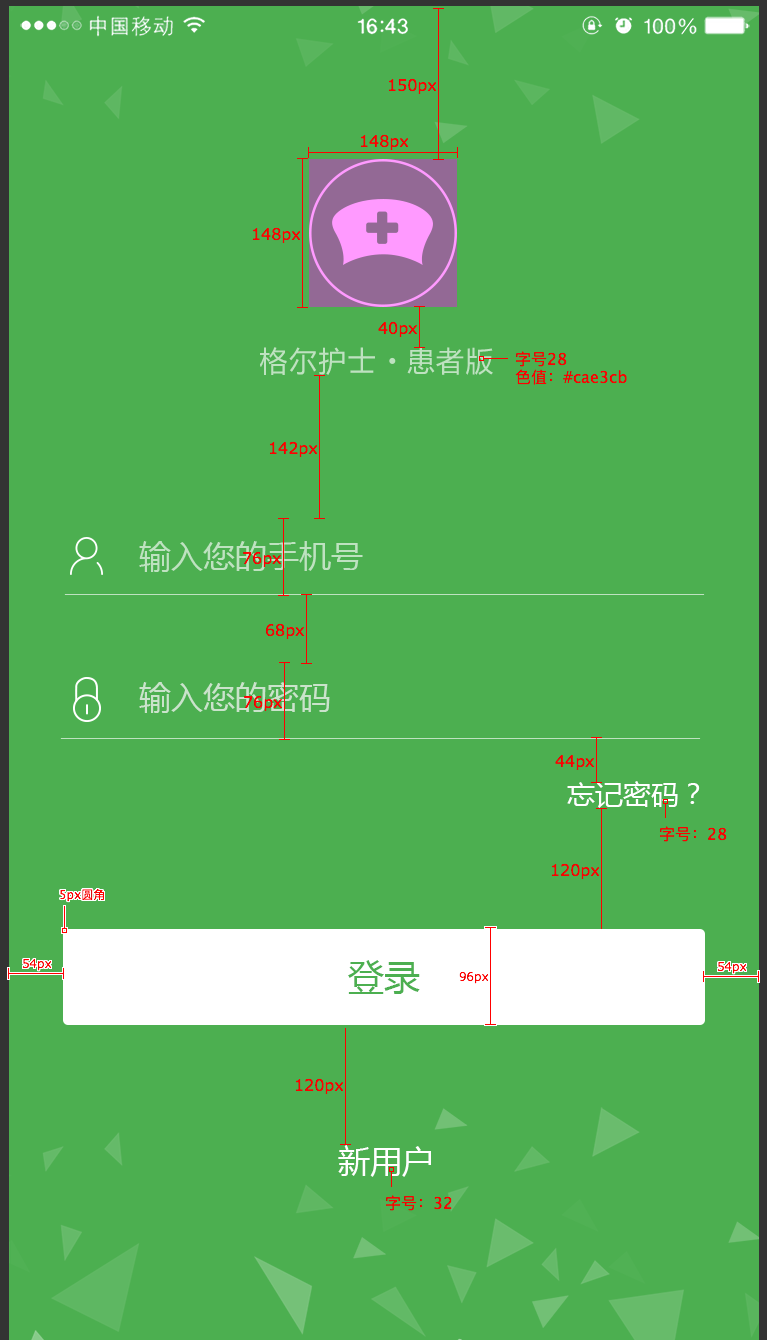 中国移动 16:43 100%
150px
148px
148px
40px
格尔护士·患者版 字号28
色值：#cae3cb
142px
输入您的手机号
76px
68px
输入您的密码
76px
44px
忘记密码？
字号：28
120px
5px圆角
54px
登录
96px
54px
120px
新用户
字号：32